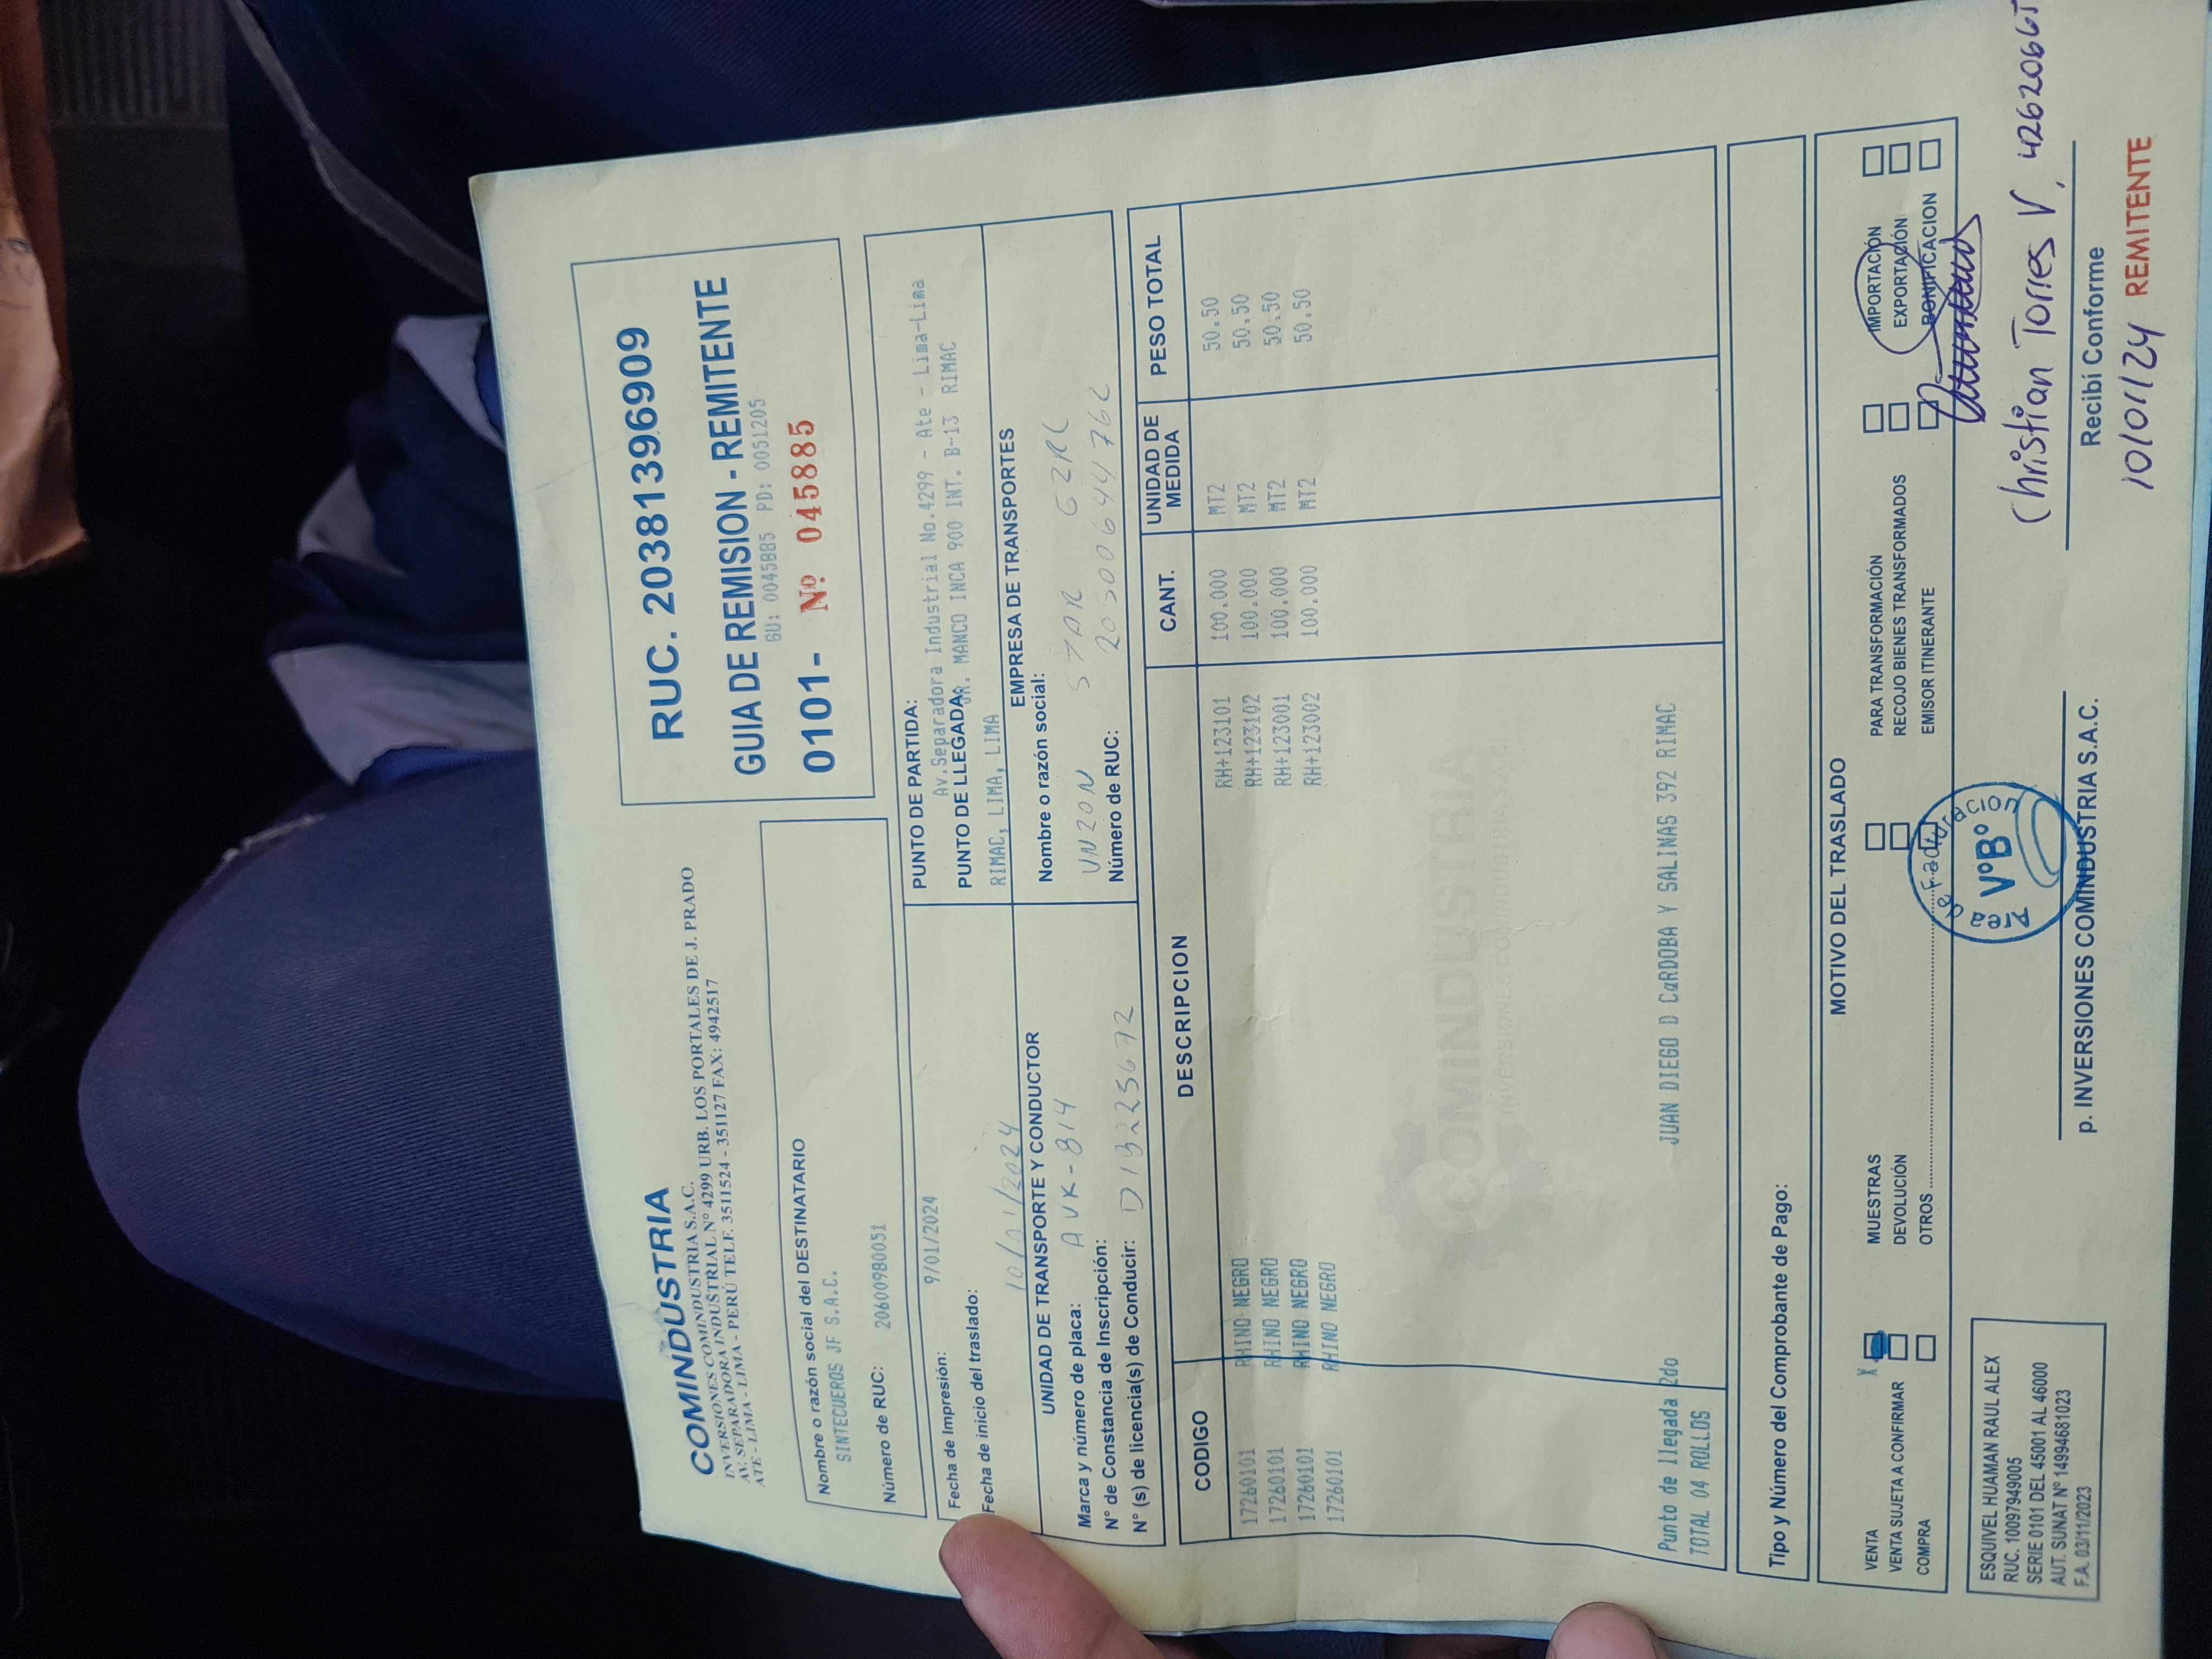 COMINDUSTRIA
INVERSIONES COMINDUSTRIA S.A.C.
AV. SEPARADORA INDUSTRIAL N° 4299 URB. LOS PORTALES DE J. PRADO
ATE - LIMA - LIMA - PERÚ TELF. 3511524 - 351127 FAX: 4942517
RUC. 20381396909
GUIA DE REMISION - REMITENTE
GU: 0045885 PD: 0051205
0101- Nº 045885
Nombre o razón social del DESTINATARIO
SINTECUEROS JF S.A.C.
Número de RUC: 20600980051
Fecha de Impresión: 9/01/2024
Fecha de inicio del traslado: 10/01/2024
PUNTO DE PARTIDA:
Av.Separadora Industrial No.4299 - Ate - Lima-Lima
PUNTO DE LLEGADA: JR. MANCO INCA 900 INT. B-13 RIMAC
RIMAC, LIMA, LIMA
UNIDAD DE TRANSPORTE Y CONDUCTOR
Marca y número de placa: AVK-814
N° de Constancia de Inscripción:
N° (s) de licencia(s) de Conducir: D13225672
EMPRESA DE TRANSPORTES
Nombre o razón social:
STAR
Número de RUC:
CODIGO DESCRIPCION CANT. UNIDAD DE MEDIDA PESO TOTAL
17260101 RHINO NEGRO RH+123101 100.000 MT2 50.50
17260101 RHINO NEGRO RH+123102 100.000 MT2 50.50
17260101 RHINO NEGRO RH+123001 100.000 MT2 50.50
17260101 RHINO NEGRO RH+123002 100.000 MT2 50.50
COMINDUSTRIA
INVERSIONES COMINDUSTRIA S.A.C.
Punto de llegada 2do JUAN DIEGO D CaRDOBA Y SALINAS 392 RIMAC
TOTAL 04 ROLLOS
Tipo y Número del Comprobante de Pago:
MOTIVO DEL TRASLADO
VENTA X MUESTRAS PARA TRANSFORMACIÓN IMPORTACIÓN
VENTA SUJETA A CONFIRMAR DEVOLUCIÓN RECOJO BIENES TRANSFORMADOS EXPORTACIÓN
COMPRA OTROS EMISOR ITINERANTE BONIFICACION
ESQUIVEL HUAMAN RAUL ALEX
RUC. 10097949005
SERIE 0101 DEL 45001 AL 46000
AUT. SUNAT N° 14994681023
F.A. 03/11/2023
Area de Facturacion
V°B°
p. INVERSIONES COMINDUSTRIA S.A.C.
Christian Torres V.
Recibí Conforme
10/01/24 REMITENTE